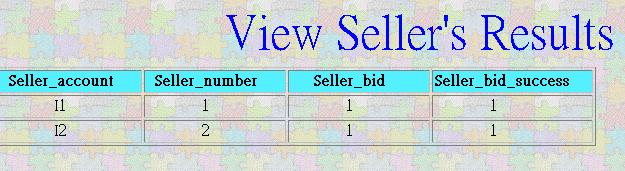 View Seller's Results
Seller_account Seller_number Seller_bid Seller_bid_success
I1 1 1 1
I2 2 1 1